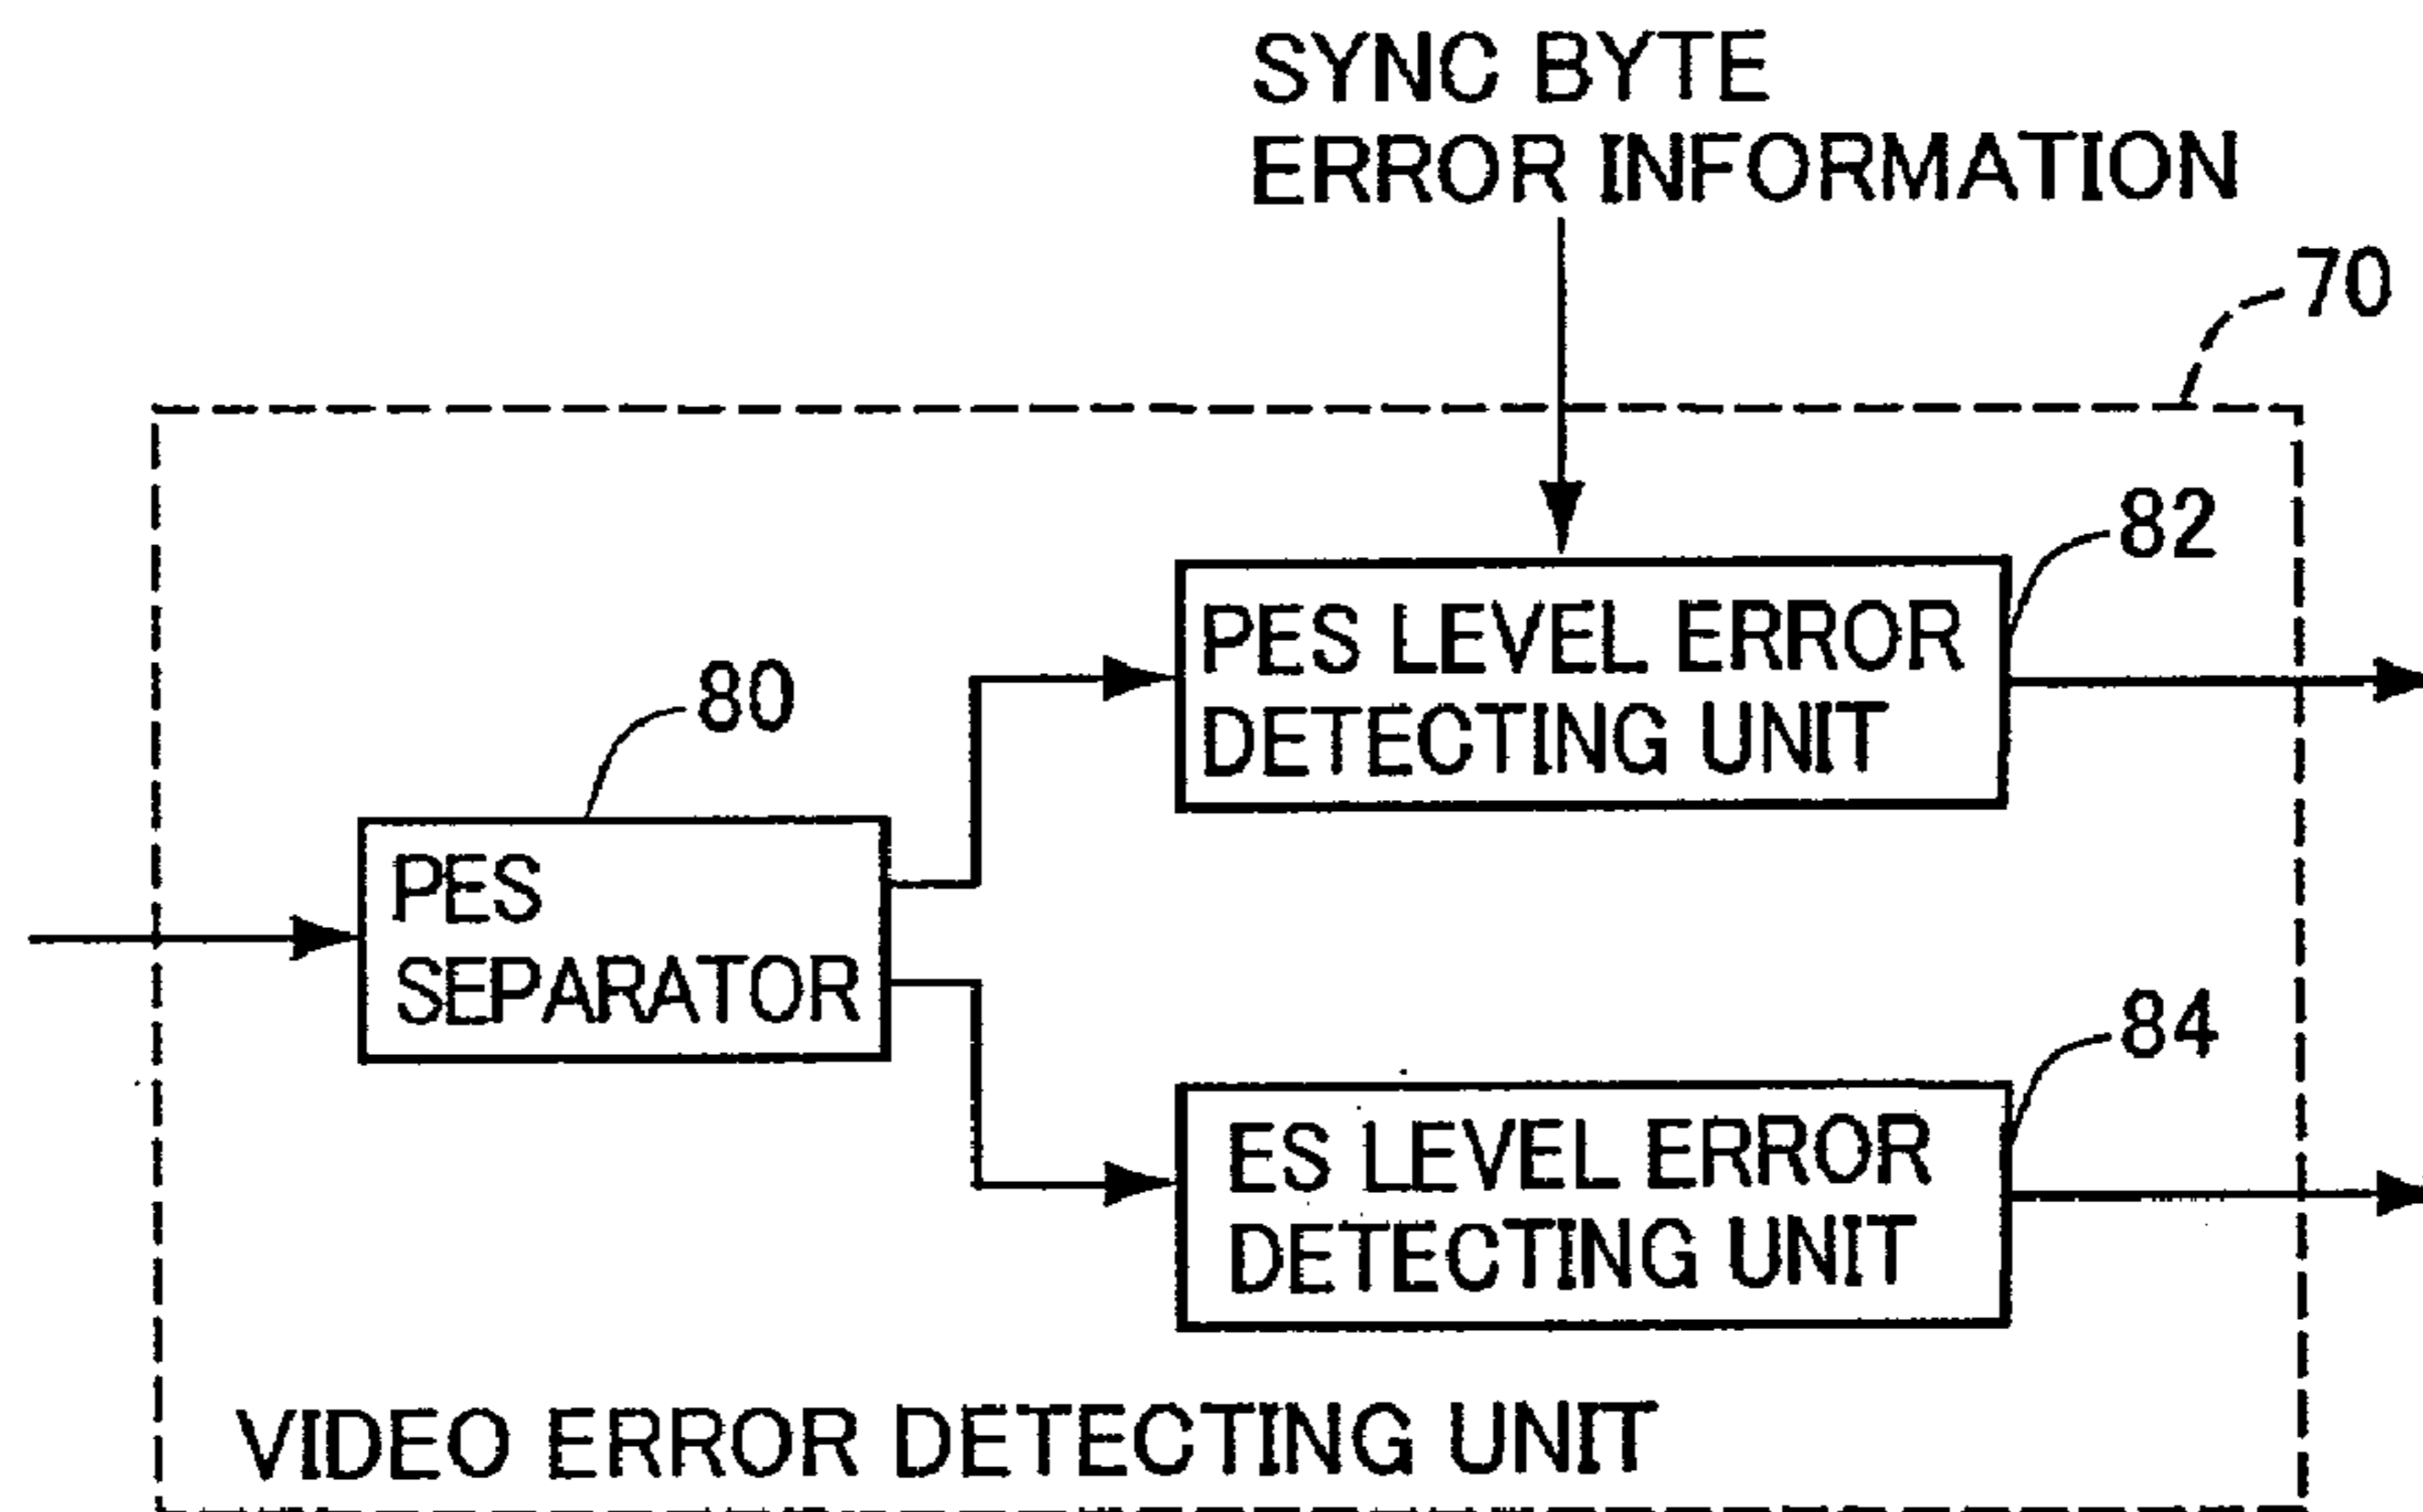 SYNC BYTE
ERROR INFORMATION
70
82
PES LEVEL ERROR
DETECTING UNIT
80
PES
SEPARATOR
84
ES LEVEL ERROR
DETECTING UNIT
VIDEO ERROR DETECTING UNIT